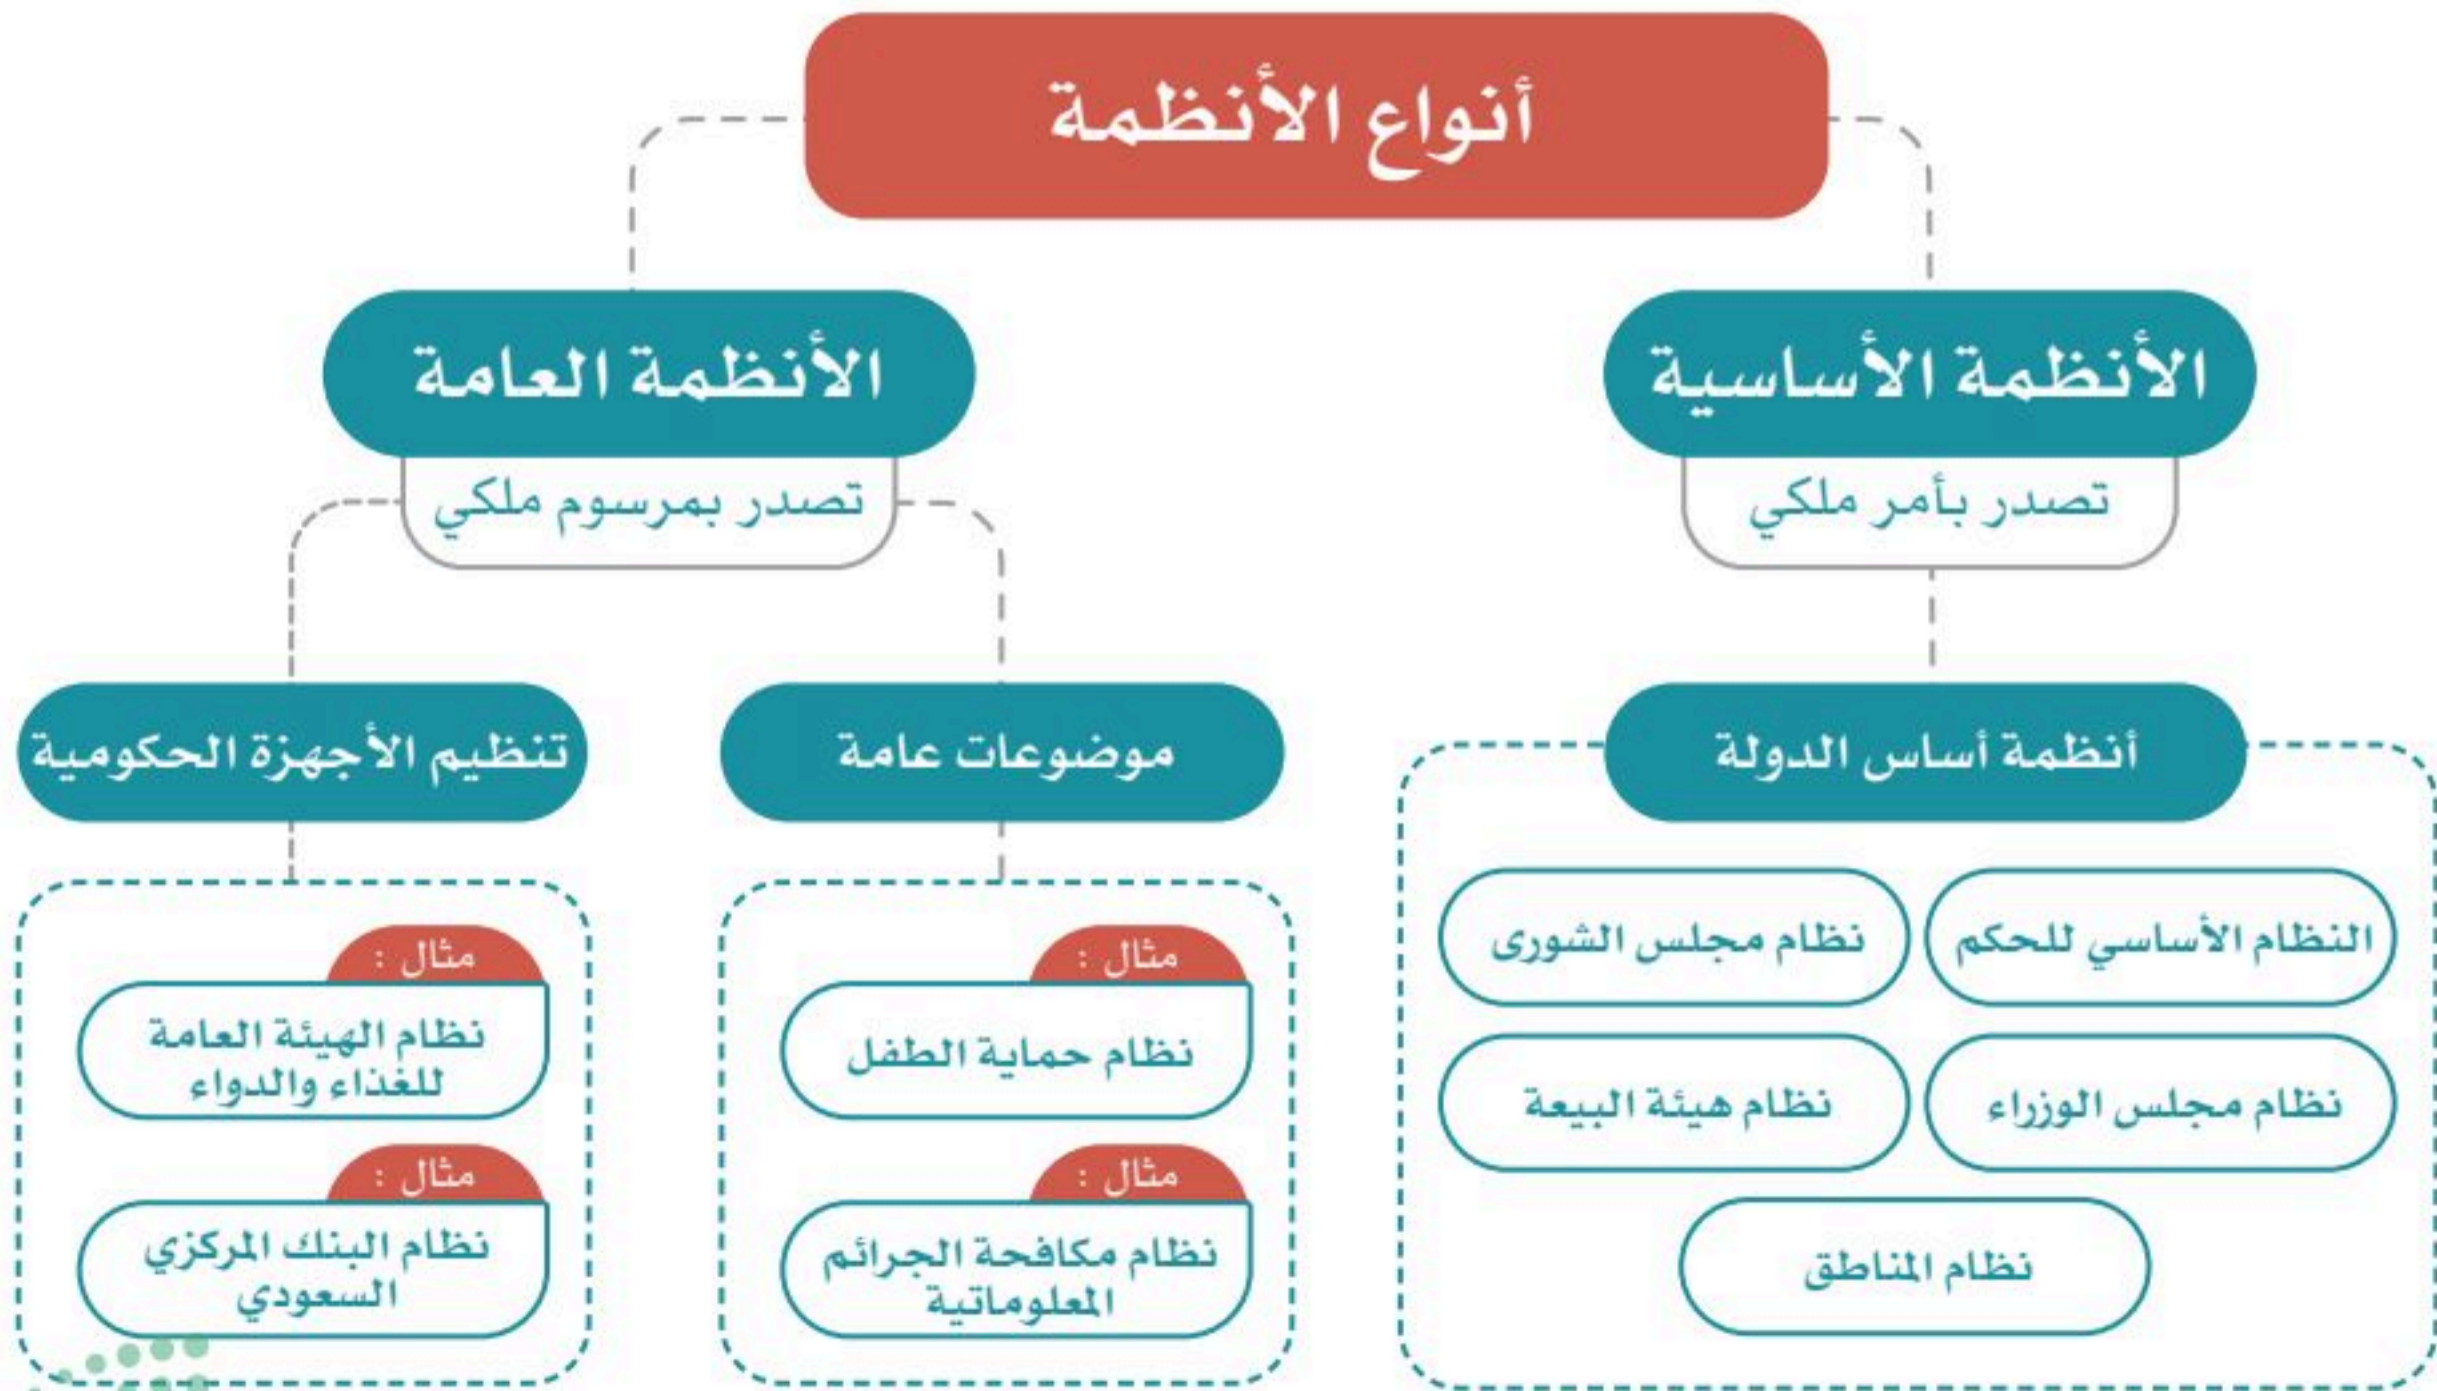 أنواع الأنظمة
الأنظمة الأساسية
تصدر بأمر ملكي
أنظمة أساس الدولة
النظام الأساسي للحكم
نظام مجلس الشورى
نظام مجلس الوزراء
نظام هيئة البيعة
نظام المناطق
الأنظمة العامة
تصدر بمرسوم ملكي
موضوعات عامة
مثال :
نظام حماية الطفل
مثال :
نظام مكافحة الجرائم
المعلوماتية
تنظيم الأجهزة الحكومية
مثال :
نظام الهيئة العامة
للغذاء والدواء
مثال :
نظام البنك المركزي
السعودي